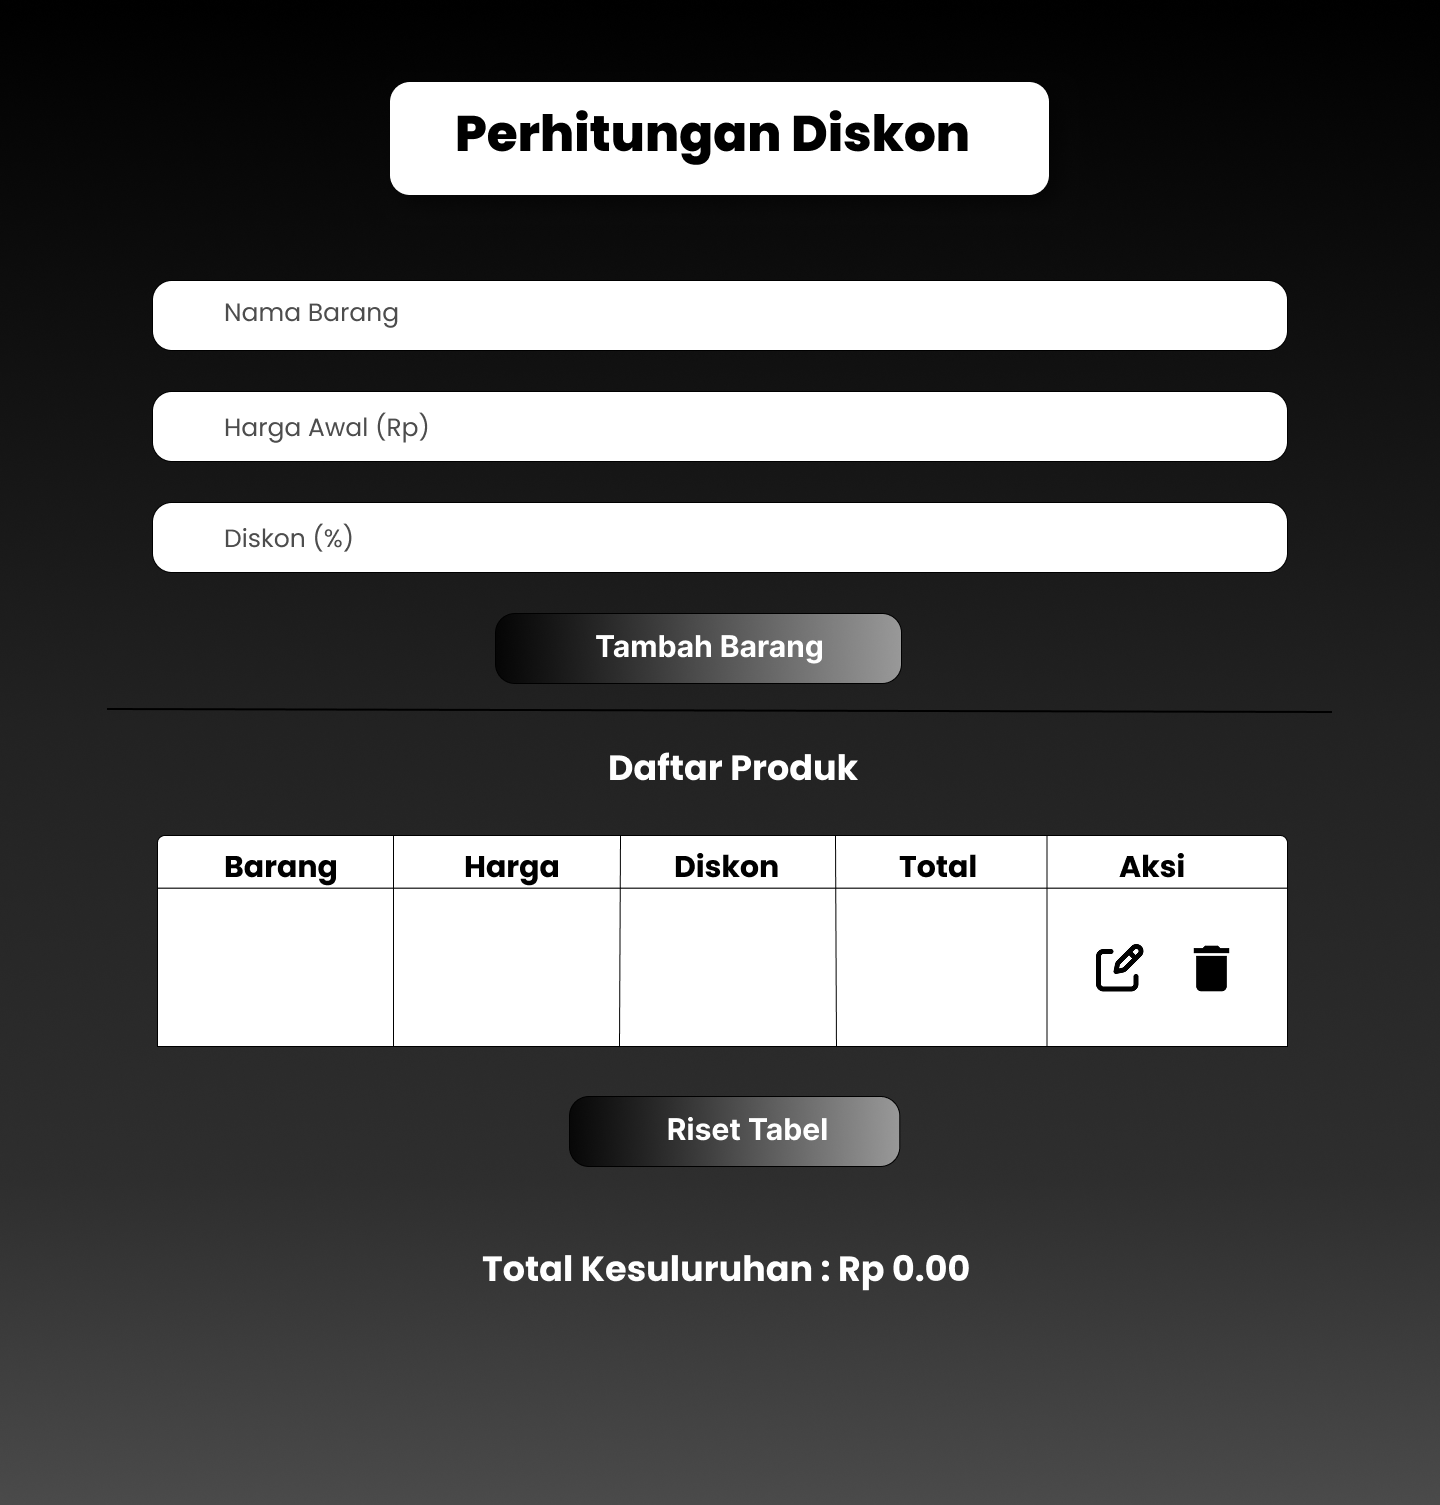 Perhitungan Diskon
Nama Barang
Harga Awal (Rp)
Diskon (%)
Tambah Barang
Daftar Produk
Barang Harga Diskon Total Aksi
Riset Tabel
Total Kesuluruhan : Rp 0.00